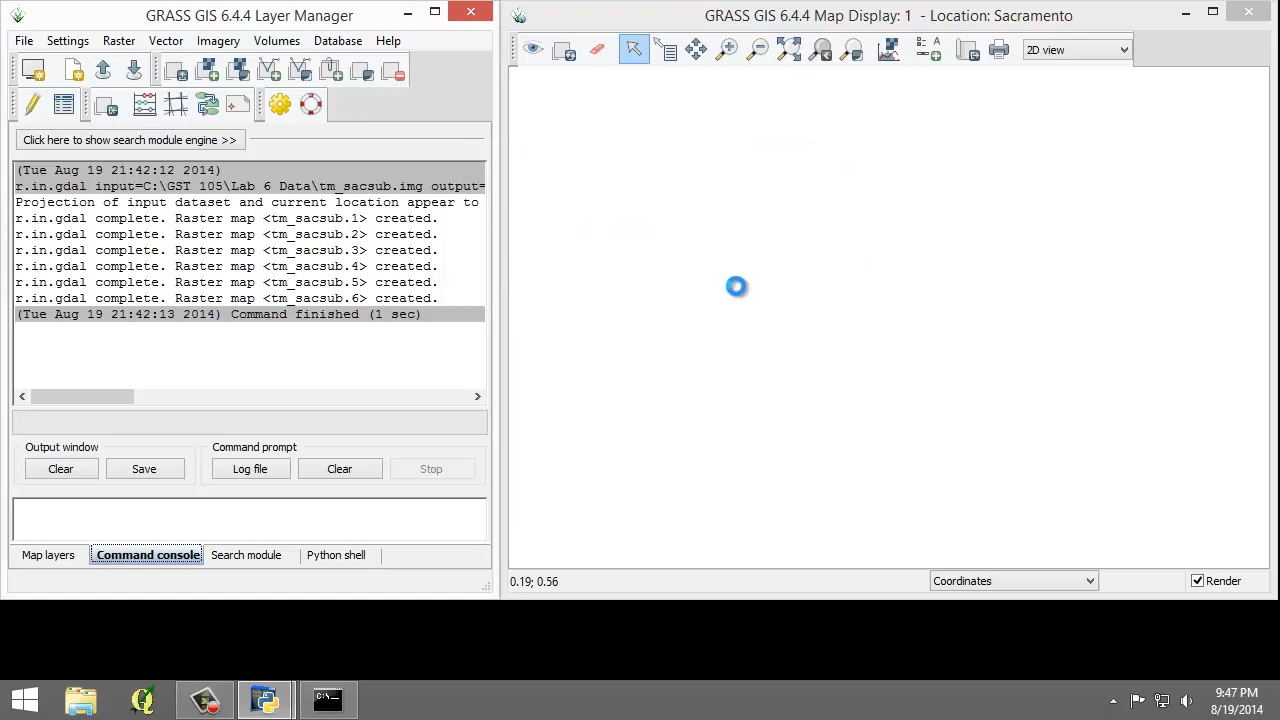 GRASS GIS 6.4.4 Layer Manager
File Settings Raster Vector Imagery Volumes Database Help
Click here to show search module engine >>
(Tue Aug 19 21:42:12 2014)
r.in.gdal input=C:\GST 105\Lab 6 Data\tm_sacsub.img output=
Projection of input dataset and current location appear to
r.in.gdal complete. Raster map <tm_sacsub.1> created.
r.in.gdal complete. Raster map <tm_sacsub.2> created.
r.in.gdal complete. Raster map <tm_sacsub.3> created.
r.in.gdal complete. Raster map <tm_sacsub.4> created.
r.in.gdal complete. Raster map <tm_sacsub.5> created.
r.in.gdal complete. Raster map <tm_sacsub.6> created.
(Tue Aug 19 21:42:13 2014) Command finished (1 sec)
Output window Command prompt
Clear Save Log file Clear Stop
Map layers Command console Search module Python shell
GRASS GIS 6.4.4 Map Display: 1 - Location: Sacramento
2D view
0.19; 0.56 Coordinates Render
9:47 PM
8/19/2014